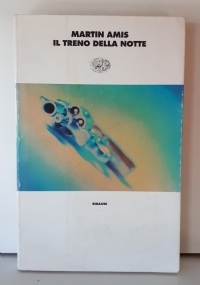 MARTIN AMIS
IL TRENO DELLA NOTTE
EINAUDI